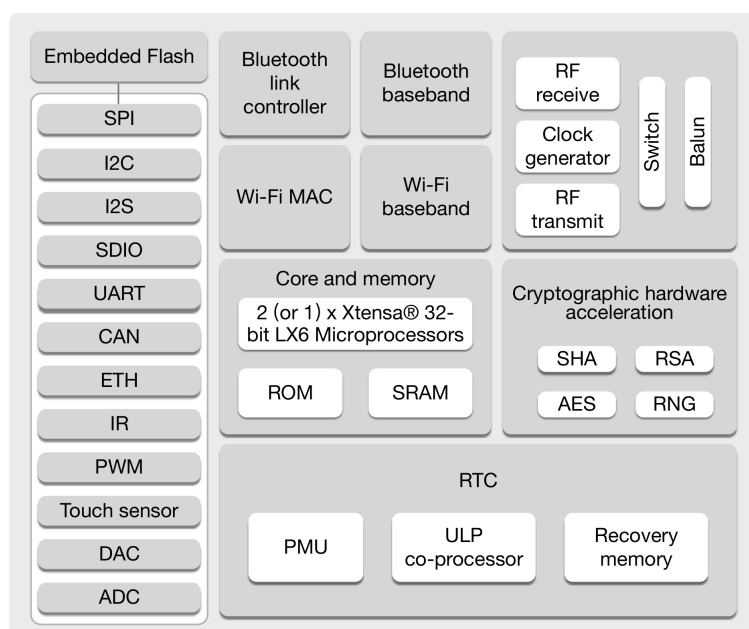 Embedded Flash
SPI
I2C
I2S
SDIO
UART
CAN
ETH
IR
PWM
Touch sensor
DAC
ADC
Bluetooth
link
controller
Bluetooth
baseband
Wi-Fi MAC
Wi-Fi
baseband
RF
receive
Clock
generator
RF
transmit
Switch
Balun
Core and memory
2 (or 1) x Xtensa® 32-
bit LX6 Microprocessors
ROM
SRAM
Cryptographic hardware
acceleration
SHA
RSA
AES
RNG
RTC
PMU
ULP
co-processor
Recovery
memory